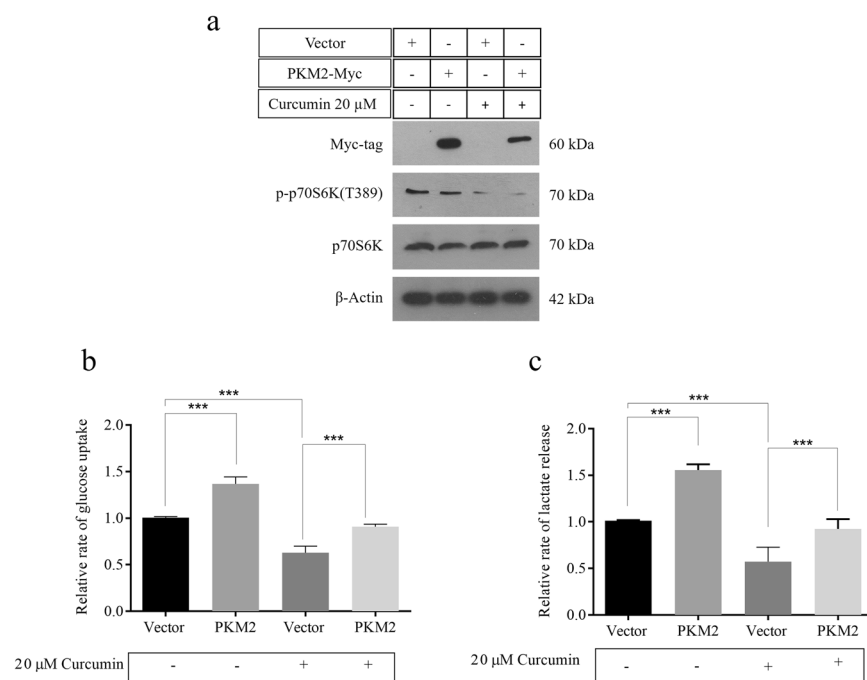 a
Vector + - + -
PKM2-Myc - + - +
Curcumin 20 µM - - + +
Myc-tag 60 kDa
p-p70S6K(T389) 70 kDa
p70S6K 70 kDa
β-Actin 42 kDa
b
***
***
***
Relative rate of glucose uptake
2.0
1.5
1.0
0.5
0.0
Vector PKM2 Vector PKM2
20 µM Curcumin - - + +
c
***
***
***
Relative rate of lactate release
2.0
1.5
1.0
0.5
0.0
Vector PKM2 Vector PKM2
20 µM Curcumin - - + +